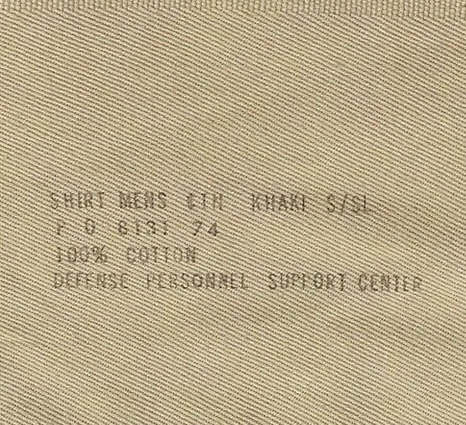 SHIRT MENS CTN KHAKI S/SL
P O 8131 74
100% COTTON
DEFENSE PERSONNEL SUPPORT CENTER